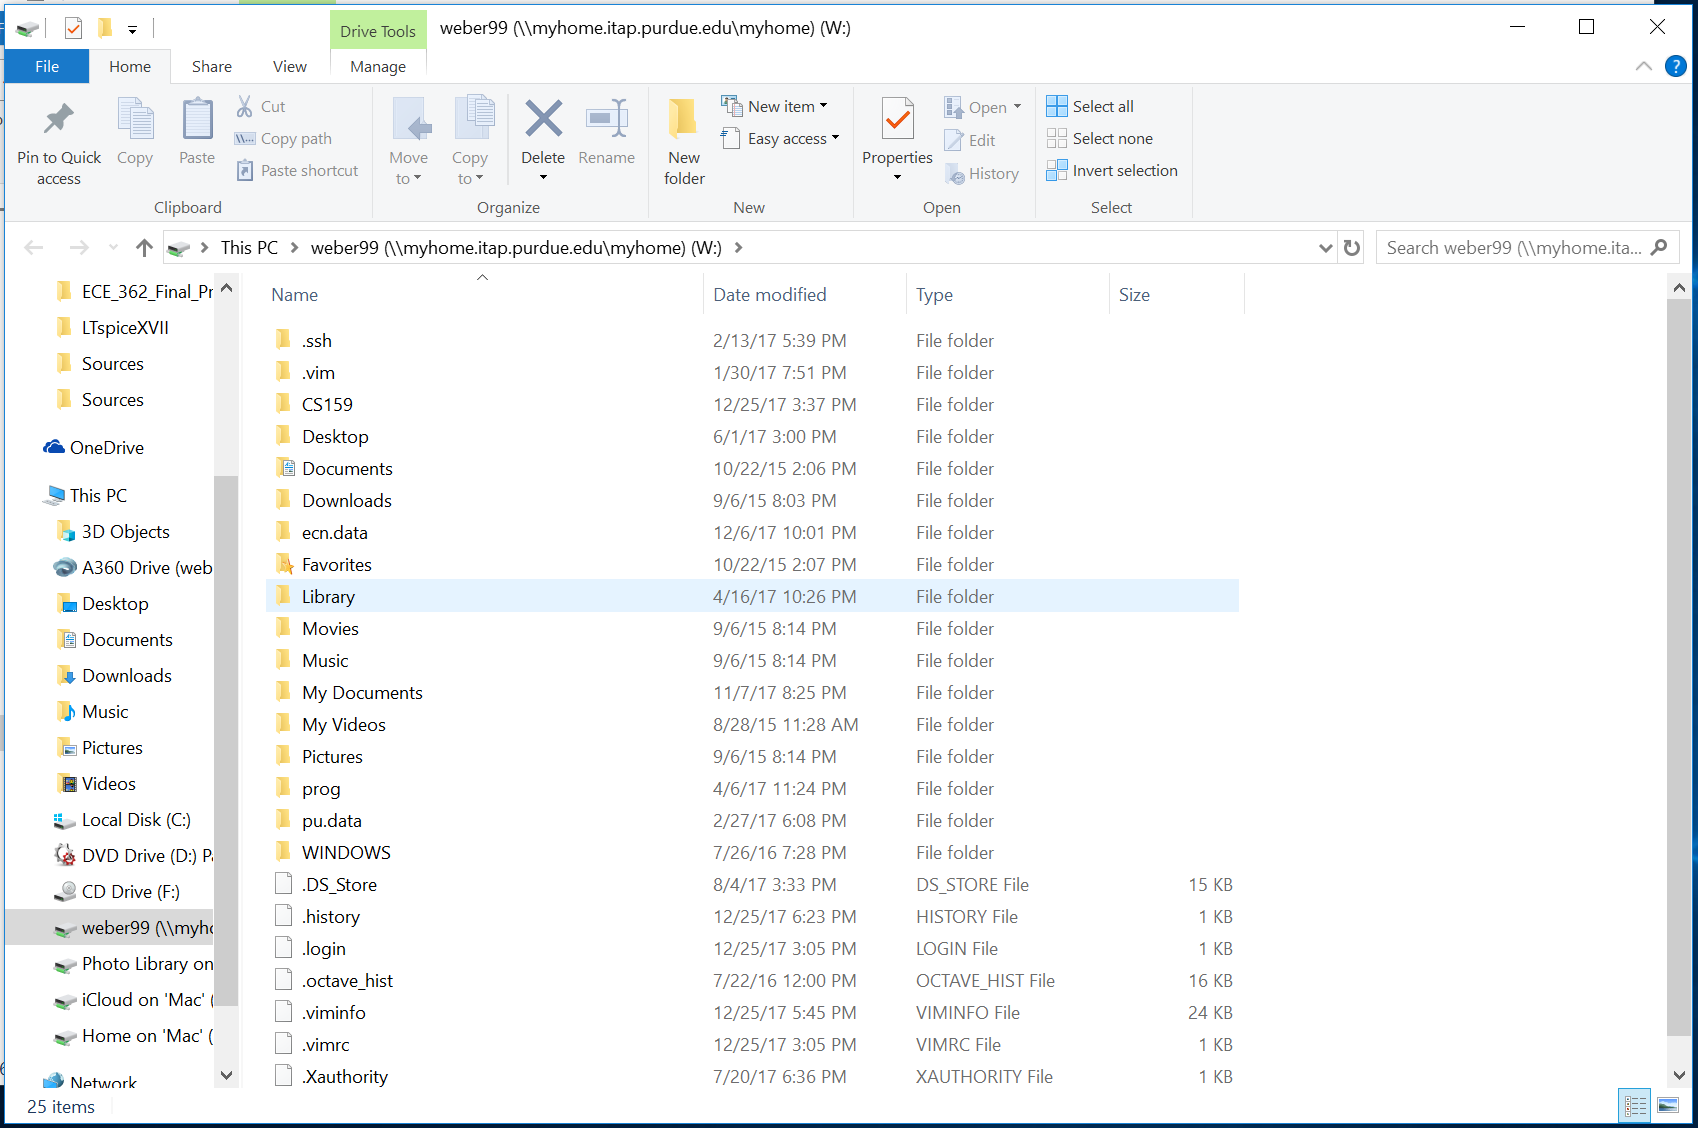 Drive Tools
weber99 (\\myhome.itap.purdue.edu\myhome) (W:)
File
Home
Share
View
Manage
Pin to Quick access
Copy
Paste
Cut
Copy path
Paste shortcut
Clipboard
Move to
Copy to
Delete
Rename
Organize
New folder
New item
Easy access
New
Properties
Open
Edit
History
Open
Select all
Select none
Invert selection
Select
This PC
weber99 (\\myhome.itap.purdue.edu\myhome) (W:)
Search weber99 (\\myhome.ita...
ECE_362_Final_Pr
LTspiceXVII
Sources
Sources
OneDrive
This PC
3D Objects
A360 Drive (web
Desktop
Documents
Downloads
Music
Pictures
Videos
Local Disk (C:)
DVD Drive (D:) Pa
CD Drive (F:)
weber99 (\\myho
Photo Library on
iCloud on 'Mac' (
Home on 'Mac' (
Network
Name Date modified Type Size
.ssh 2/13/17 5:39 PM File folder
.vim 1/30/17 7:51 PM File folder
CS159 12/25/17 3:37 PM File folder
Desktop 6/1/17 3:00 PM File folder
Documents 10/22/15 2:06 PM File folder
Downloads 9/6/15 8:03 PM File folder
ecn.data 12/6/17 10:01 PM File folder
Favorites 10/22/15 2:07 PM File folder
Library 4/16/17 10:26 PM File folder
Movies 9/6/15 8:14 PM File folder
Music 9/6/15 8:14 PM File folder
My Documents 11/7/17 8:25 PM File folder
My Videos 8/28/15 11:28 AM File folder
Pictures 9/6/15 8:14 PM File folder
prog 4/6/17 11:24 PM File folder
pu.data 2/27/17 6:08 PM File folder
WINDOWS 7/26/16 7:28 PM File folder
.DS_Store 8/4/17 3:33 PM DS_STORE File 15 KB
.history 12/25/17 6:23 PM HISTORY File 1 KB
.login 12/25/17 3:05 PM LOGIN File 1 KB
.octave_hist 7/22/16 12:00 PM OCTAVE_HIST File 16 KB
.viminfo 12/25/17 5:45 PM VIMINFO File 24 KB
.vimrc 12/25/17 3:05 PM VIMRC File 1 KB
.Xauthority 7/20/17 6:36 PM XAUTHORITY File 1 KB
25 items